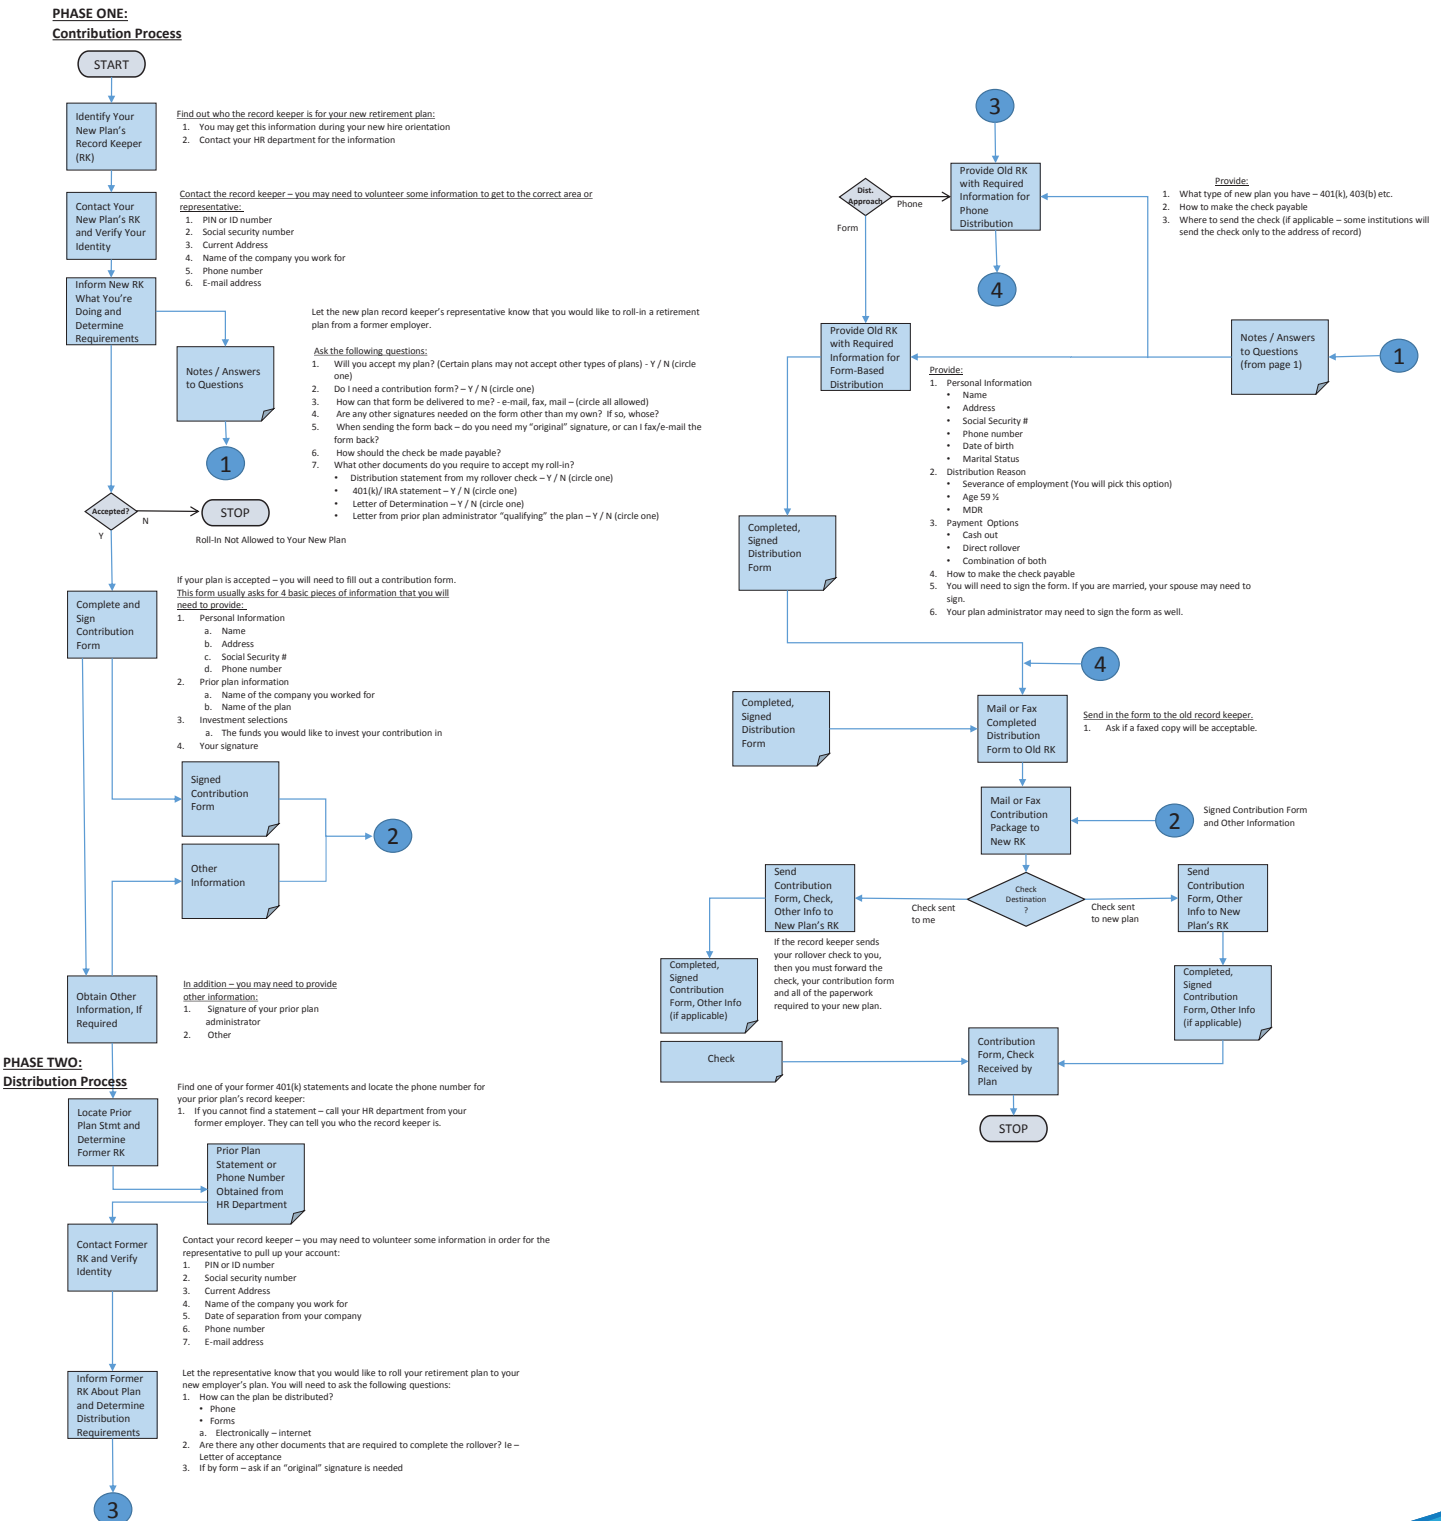 PHASE ONE:
Contribution Process
START
Identify Your
New Plan's
Record Keeper
(RK)
Find out who the record keeper is for your new retirement plan:
1. You may get this information during your new hire orientation
2. Contact your HR department for the information
Contact Your
New Plan's RK
and Verify Your
Identity
Contact the record keeper – you may need to volunteer some information to get to the correct area or
representative:
1. PIN or ID number
2. Social security number
3. Current Address
4. Name of the company you work for
5. Phone number
6. E-mail address
Inform New RK
What You're
Doing and
Determine
Requirements
Let the new plan record keeper's representative know that you would like to roll-in a retirement
plan from a former employer.
Notes / Answers
to Questions
1
Ask the following questions:
1. Will you accept my plan? (Certain plans may not accept other types of plans) - Y / N (circle
one)
2. Do I need a contribution form? – Y / N (circle one)
3. How can that form be delivered to me? - e-mail, fax, mail – (circle all allowed)
4. Are any other signatures needed on the form other than my own? If so, whose?
5. When sending the form back – do you need my "original" signature, or can I fax/e-mail the
form back?
6. How should the check be made payable?
7. What other documents do you require to accept my roll-in?
• Distribution statement from my rollover check – Y / N (circle one)
• 401(k)/ IRA statement – Y / N (circle one)
• Letter of Determination – Y / N (circle one)
• Letter from prior plan administrator "qualifying" the plan – Y / N (circle one)
Accepted?
N
Y
STOP
Roll-In Not Allowed to Your New Plan
Complete and
Sign
Contribution
Form
If your plan is accepted – you will need to fill out a contribution form.
This form usually asks for 4 basic pieces of information that you will
need to provide:
1. Personal Information
a. Name
b. Address
c. Social Security #
d. Phone number
2. Prior plan information
a. Name of the company you worked for
b. Name of the plan
3. Investment selections
a. The funds you would like to invest your contribution in
4. Your signature
Signed
Contribution
Form
2
Other
Information
Obtain Other
Information, If
Required
In addition – you may need to provide
other information:
1. Signature of your prior plan
administrator
2. Other
PHASE TWO:
Distribution Process
Locate Prior
Plan Stmt and
Determine
Former RK
Find one of your former 401(k) statements and locate the phone number for
your prior plan's record keeper:
1. If you cannot find a statement – call your HR department from your
former employer. They can tell you who the record keeper is.
Prior Plan
Statement or
Phone Number
Obtained from
HR Department
Contact Former
RK and Verify
Identity
Contact your record keeper – you may need to volunteer some information in order for the
representative to pull up your account:
1. PIN or ID number
2. Social security number
3. Current Address
4. Name of the company you work for
5. Date of separation from your company
6. Phone number
7. E-mail address
Inform Former
RK About Plan
and Determine
Distribution
Requirements
Let the representative know that you would like to roll your retirement plan to your
new employer's plan. You will need to ask the following questions:
1. How can the plan be distributed?
• Phone
• Forms
a. Electronically – internet
2. Are there any other documents that are required to complete the rollover? Ie –
Letter of acceptance
3. If by form – ask if an "original" signature is needed
3
3
Dist.
Approach
Phone
Form
Provide Old RK
with Required
Information for
Phone
Distribution
4
Provide:
1. What type of new plan you have – 401(k), 403(b) etc.
2. How to make the check payable
3. Where to send the check (if applicable – some institutions will
send the check only to the address of record)
Provide Old RK
with Required
Information for
Form-Based
Distribution
Notes / Answers
to Questions
(from page 1)
1
Provide:
1. Personal Information
• Name
• Address
• Social Security #
• Phone number
• Date of birth
• Marital Status
2. Distribution Reason
• Severance of employment (You will pick this option)
• Age 59 ½
• MDR
3. Payment Options
• Cash out
• Direct rollover
• Combination of both
4. How to make the check payable
5. You will need to sign the form. If you are married, your spouse may need to
sign.
6. Your plan administrator may need to sign the form as well.
Completed,
Signed
Distribution
Form
4
Completed,
Signed
Distribution
Form
Mail or Fax
Completed
Distribution
Form to Old RK
Send in the form to the old record keeper.
1. Ask if a faxed copy will be acceptable.
Mail or Fax
Contribution
Package to
New RK
2
Signed Contribution Form
and Other Information
Check
Destination
?
Check sent
to me
Check sent
to new plan
Send
Contribution
Form, Check,
Other Info to
New Plan's RK
Send
Contribution
Form, Other
Info to New
Plan's RK
If the record keeper sends
your rollover check to you,
then you must forward the
check, your contribution form
and all of the paperwork
required to your new plan.
Completed,
Signed
Contribution
Form, Other Info
(if applicable)
Completed,
Signed
Contribution
Form, Other Info
(if applicable)
Check
Contribution
Form, Check
Received by
Plan
STOP